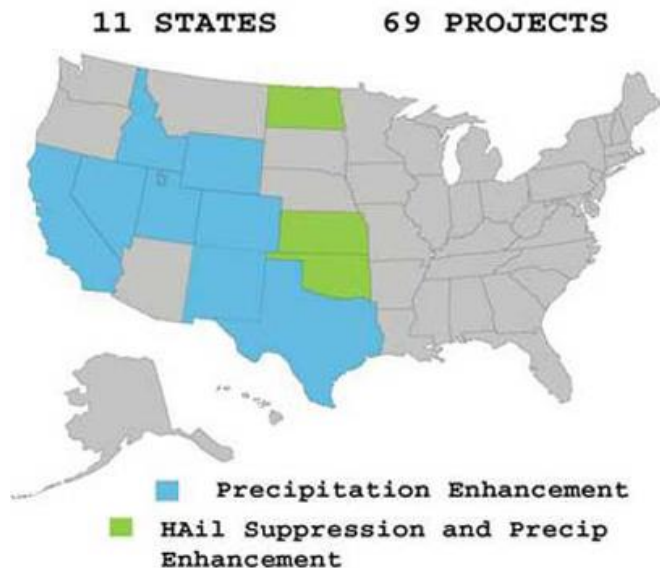 11 STATES 69 PROJECTS
Precipitation Enhancement
HAil Suppression and Precip
Enhancement